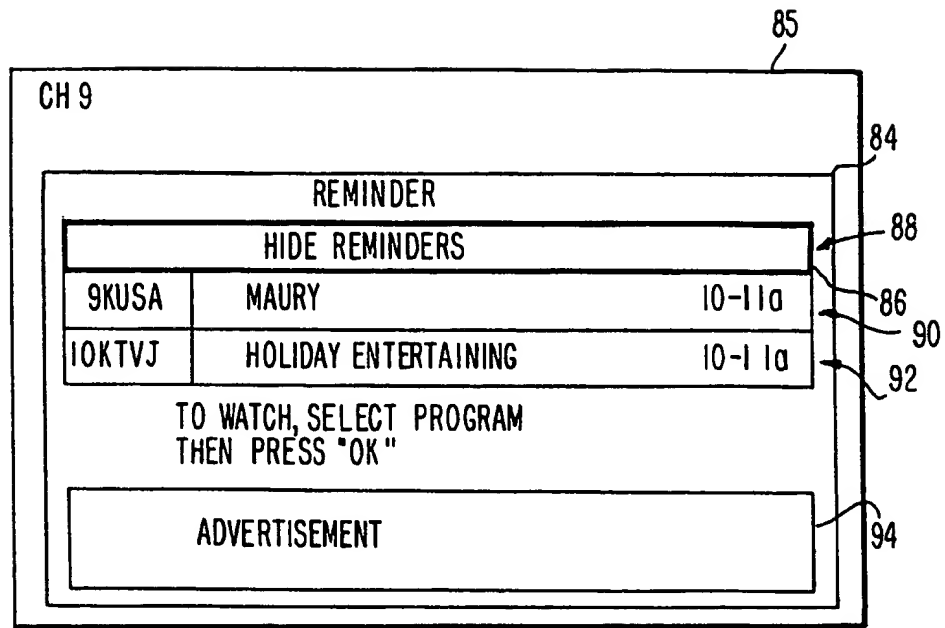 85
CH 9
84
REMINDER
HIDE REMINDERS
88
86
9KUSA MAURY 10-11a
90
10KTVJ HOLIDAY ENTERTAINING 10-11a
92
TO WATCH, SELECT PROGRAM
THEN PRESS "OK"
ADVERTISEMENT
94